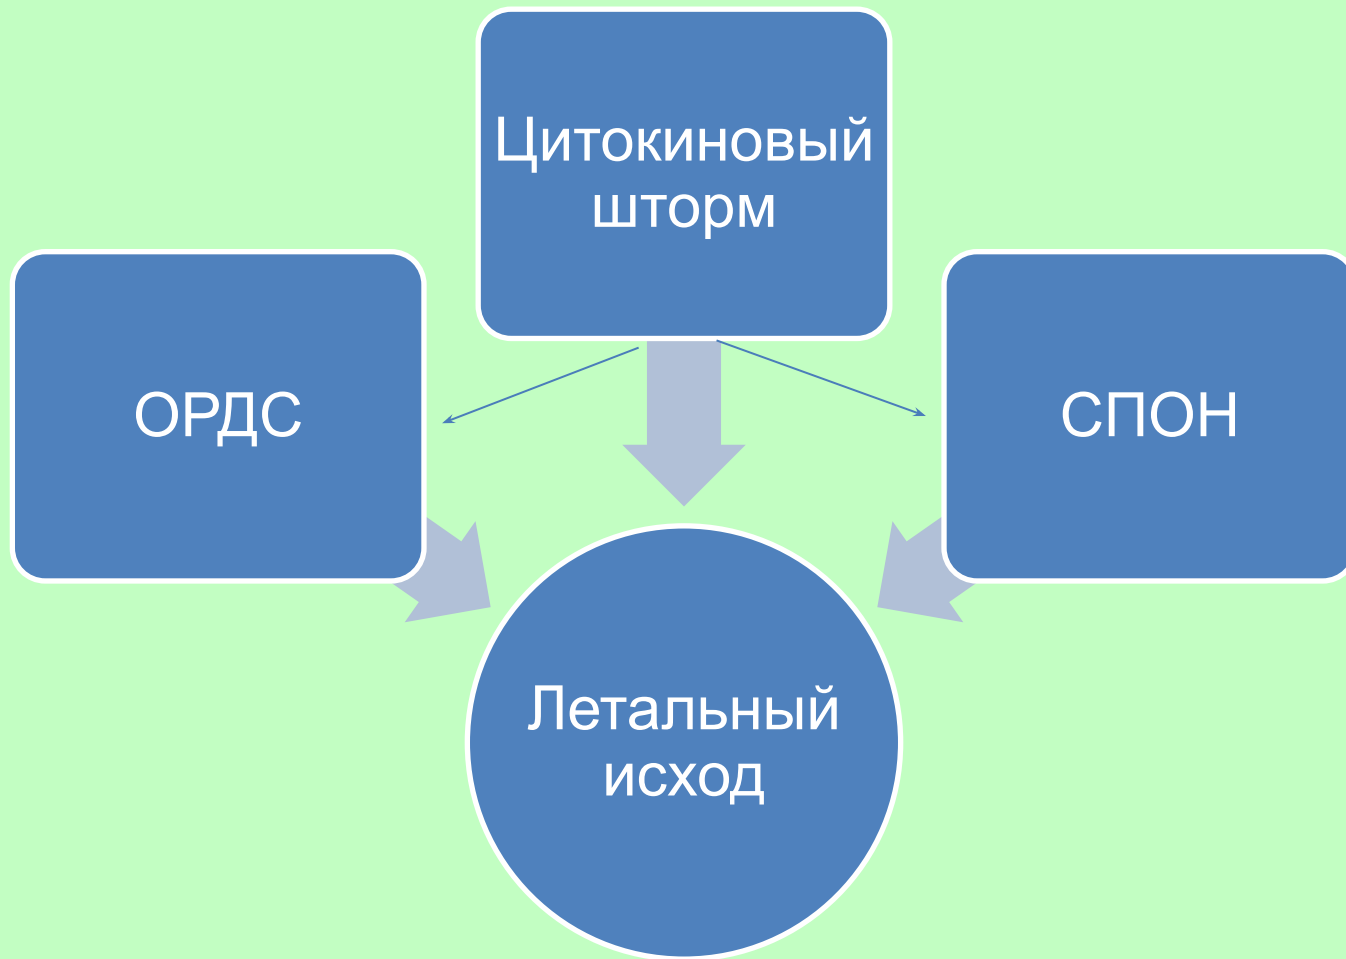 Цитокиновый
шторм
ОРДС
СПОН
Летальный
исход